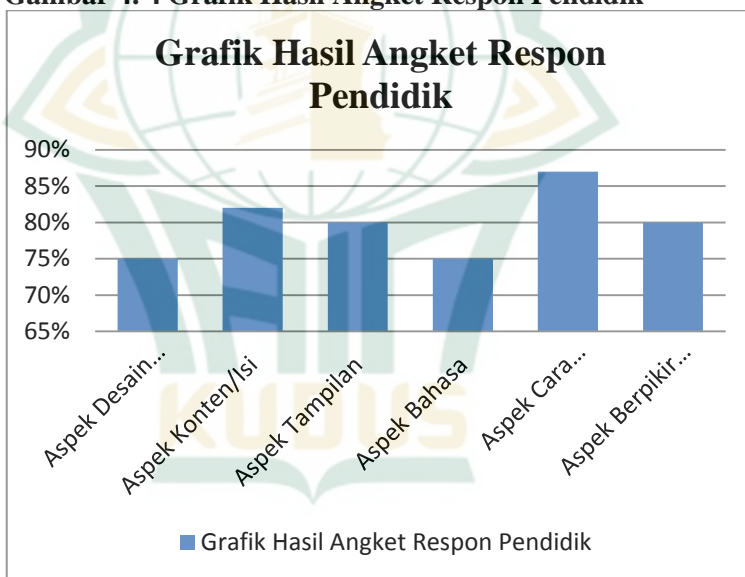 Gambar 4. 4 Grafik Hasil Angket Respon Pendidik
Grafik Hasil Angket Respon
Pendidik
90%
85%
80%
75%
70%
65%
Aspek Desain...
Aspek Konten/Isi
Aspek Tampilan
Aspek Bahasa
Aspek Cara...
Aspek Berpikir...
KUDUS
Grafik Hasil Angket Respon Pendidik